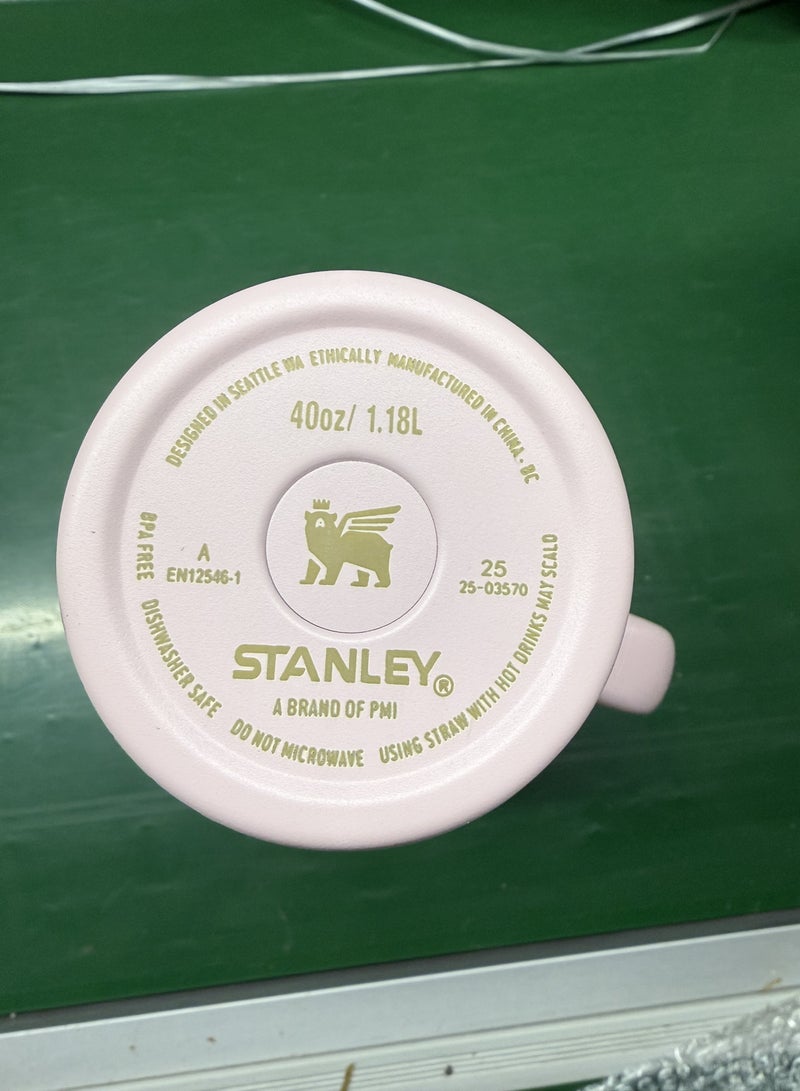 DESIGNED IN SEATTLE WA ETHICALLY MANUFACTURED IN CHINA · 8C
40oz/ 1.18L
BPA FREE
A
EN12546-1
25
25-03570
STANLEY®
A BRAND OF PMI
DISHWASHER SAFE
DO NOT MICROWAVE
USING STRAW WITH HOT DRINKS MAY SCALD